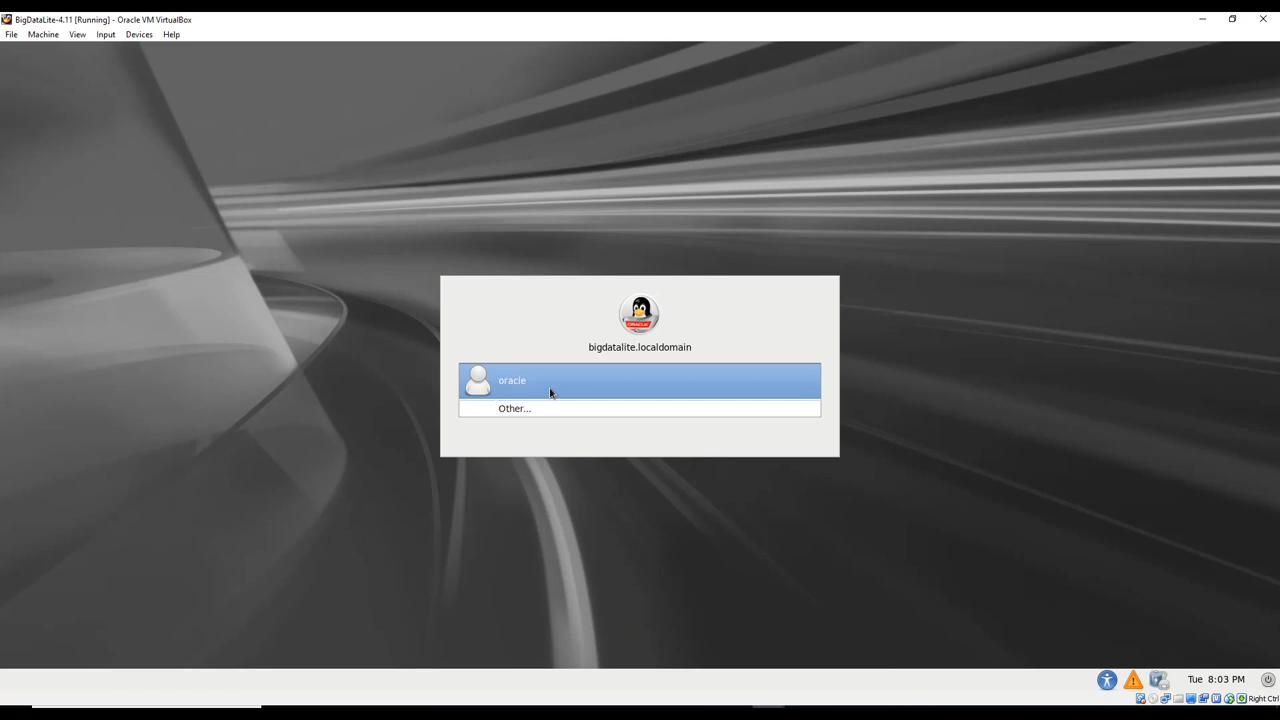 BigDataLite-4.11 [Running] - Oracle VM VirtualBox
File Machine View Input Devices Help
ORACLE
bigdatalite.localdomain
oracle
Other...
Tue 8:03 PM
Right Ctrl